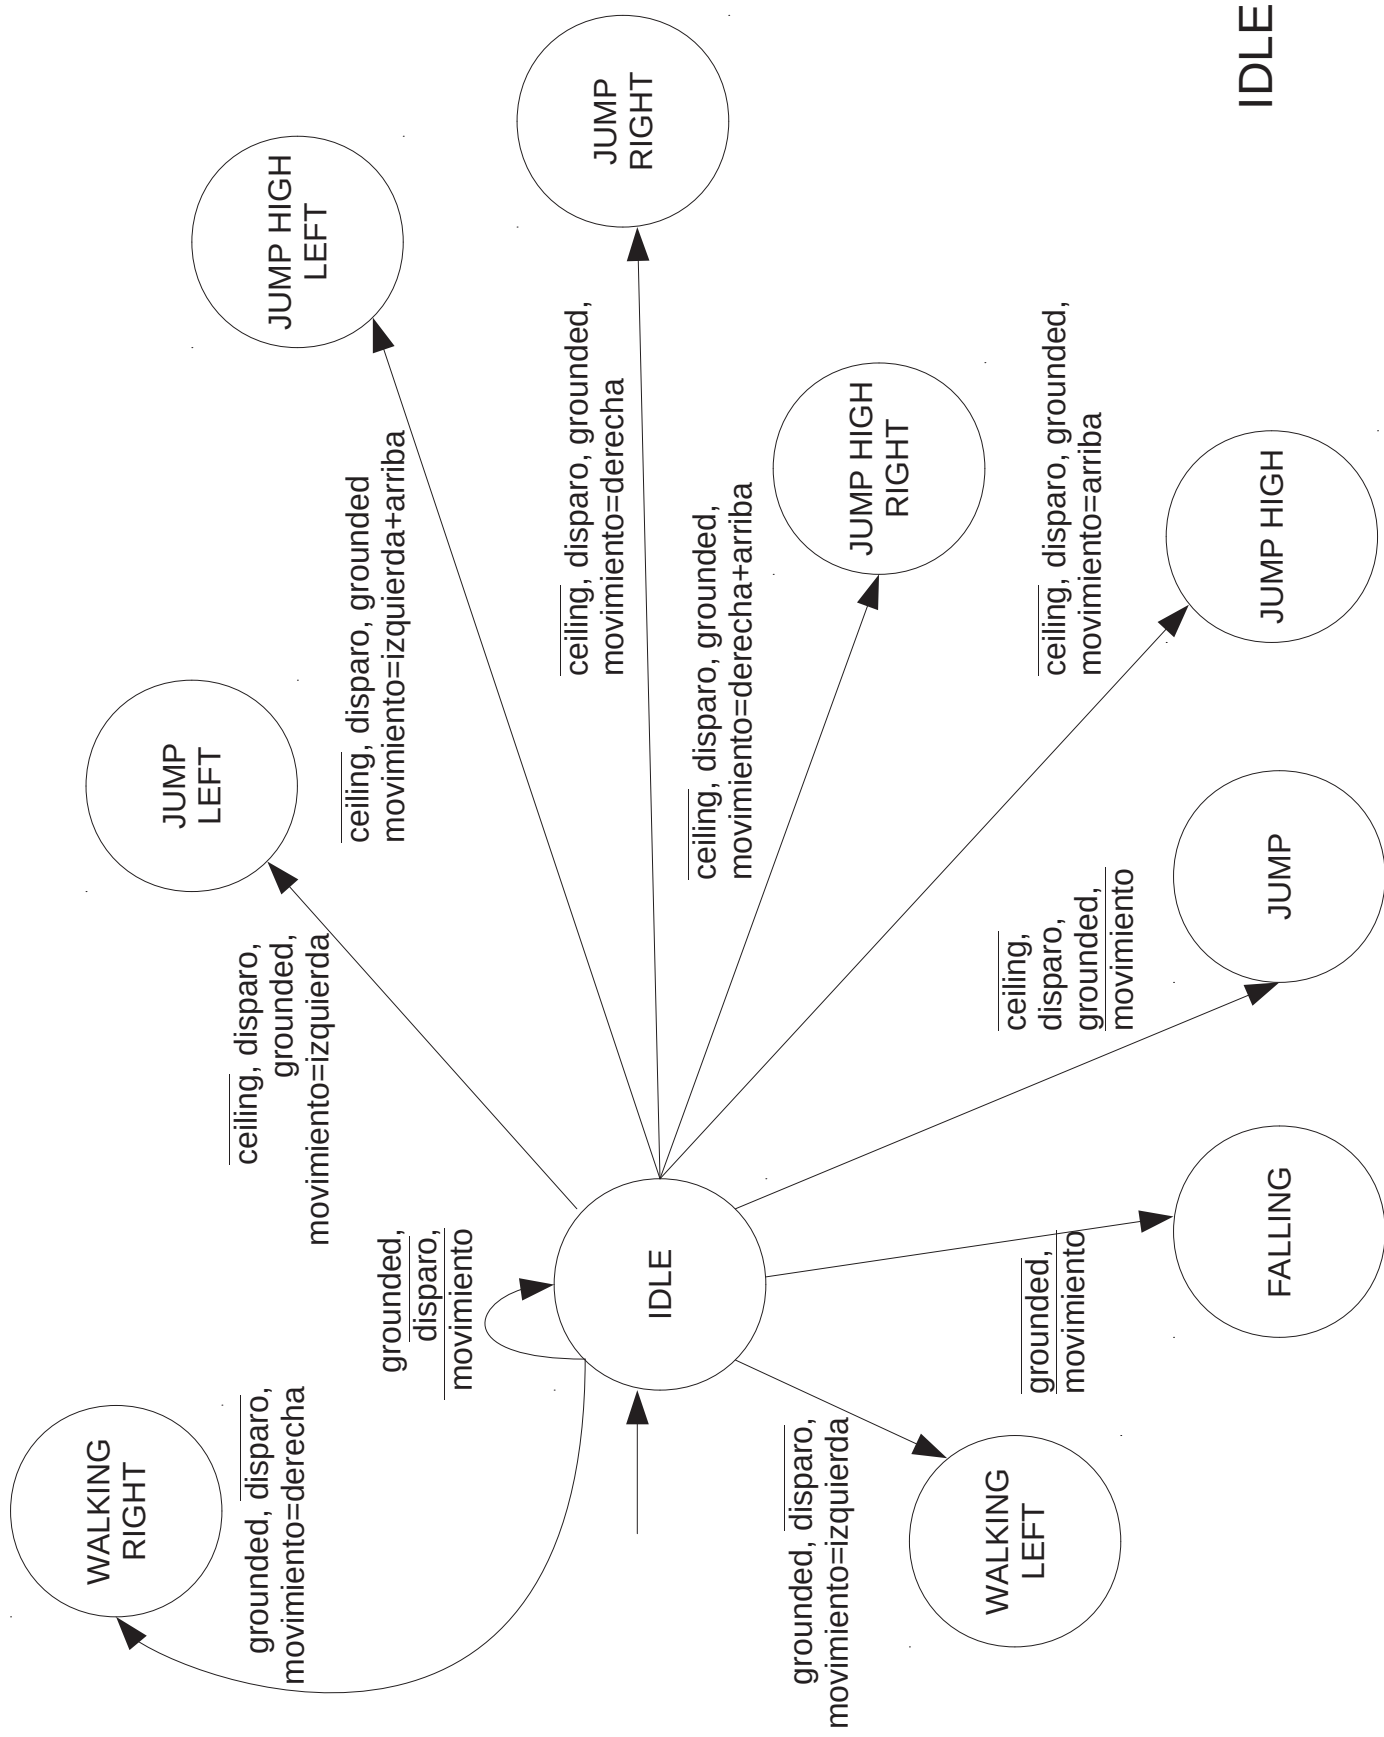 WALKING
RIGHT
grounded, disparo,
movimiento=derecha
grounded,
disparo,
movimiento
ceiling, disparo,
grounded,
movimiento=izquierda
JUMP
LEFT
ceiling, disparo, grounded
movimiento=izquierda+arriba
JUMP HIGH
LEFT
ceiling, disparo, grounded,
movimiento=derecha
JUMP
RIGHT
IDLE
ceiling, disparo, grounded,
movimiento=derecha+arriba
JUMP HIGH
RIGHT
grounded, disparo,
movimiento=izquierda
WALKING
LEFT
grounded,
movimiento
FALLING
ceiling,
disparo,
grounded,
movimiento
JUMP
ceiling, disparo, grounded,
movimiento=arriba
JUMP HIGH
IDLE